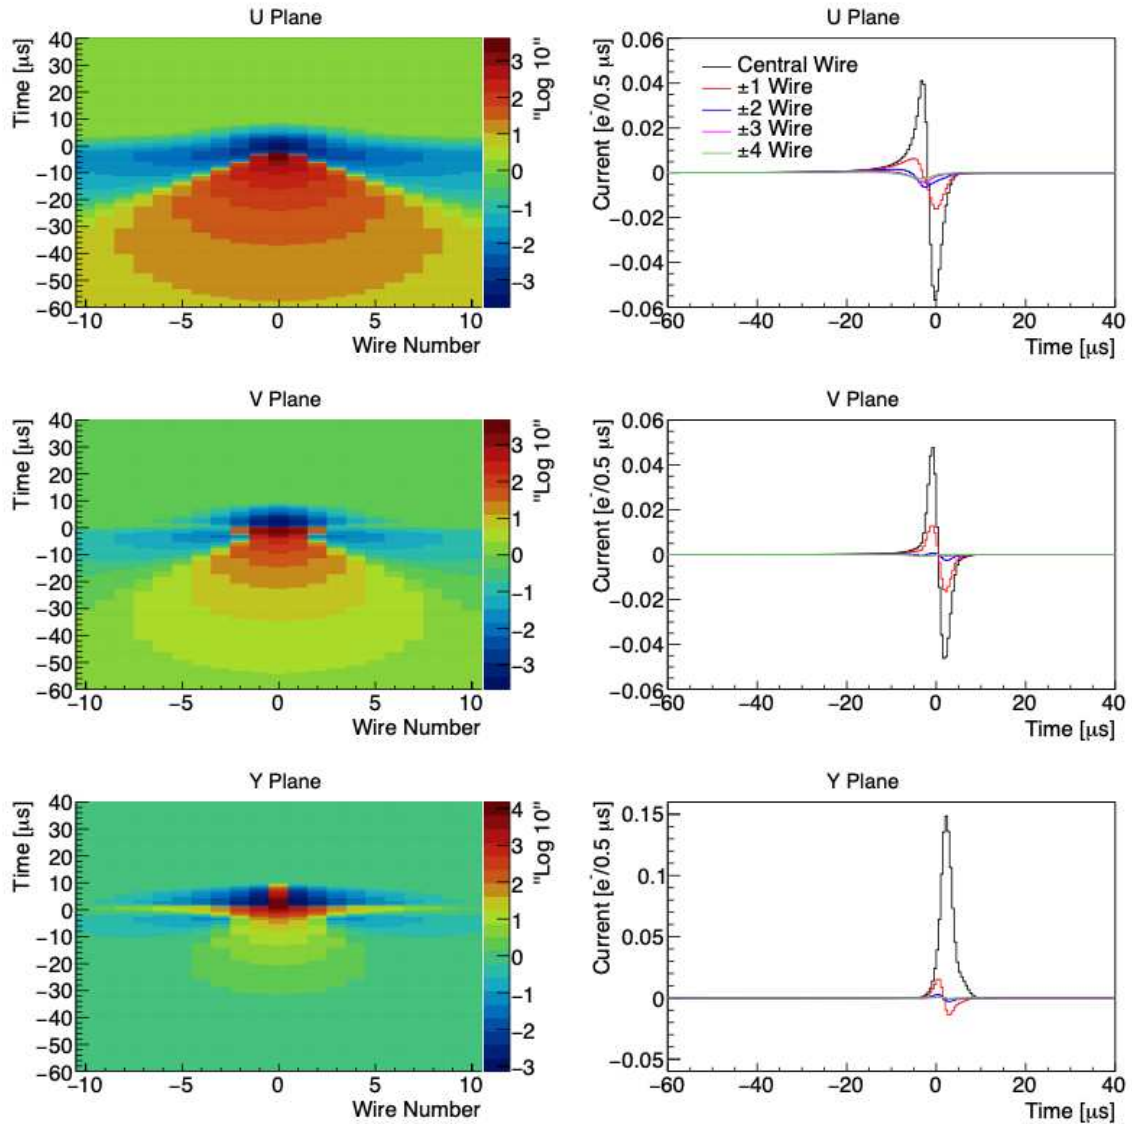 U Plane
Time [μs]
40
30
20
10
0
−10
−20
−30
−40
−50
−60
−10 −5 0 5 10
Wire Number
3
2
1
0
−1
−2
−3
"Log 10"
U Plane
Current [e⁻/0.5 μs]
0.06
0.04
0.02
0
−0.02
−0.04
−0.06
Central Wire
±1 Wire
±2 Wire
±3 Wire
±4 Wire
−60 −40 −20 0 20 40
Time [μs]
V Plane
Time [μs]
40
30
20
10
0
−10
−20
−30
−40
−50
−60
−10 −5 0 5 10
Wire Number
3
2
1
0
−1
−2
−3
"Log 10"
V Plane
Current [e⁻/0.5 μs]
0.06
0.04
0.02
0
−0.02
−0.04
−0.06
−60 −40 −20 0 20 40
Time [μs]
Y Plane
Time [μs]
40
30
20
10
0
−10
−20
−30
−40
−50
−60
−10 −5 0 5 10
Wire Number
4
3
2
1
0
−1
−2
−3
"Log 10"
Y Plane
Current [e⁻/0.5 μs]
0.15
0.1
0.05
0
−0.05
−60 −40 −20 0 20 40
Time [μs]